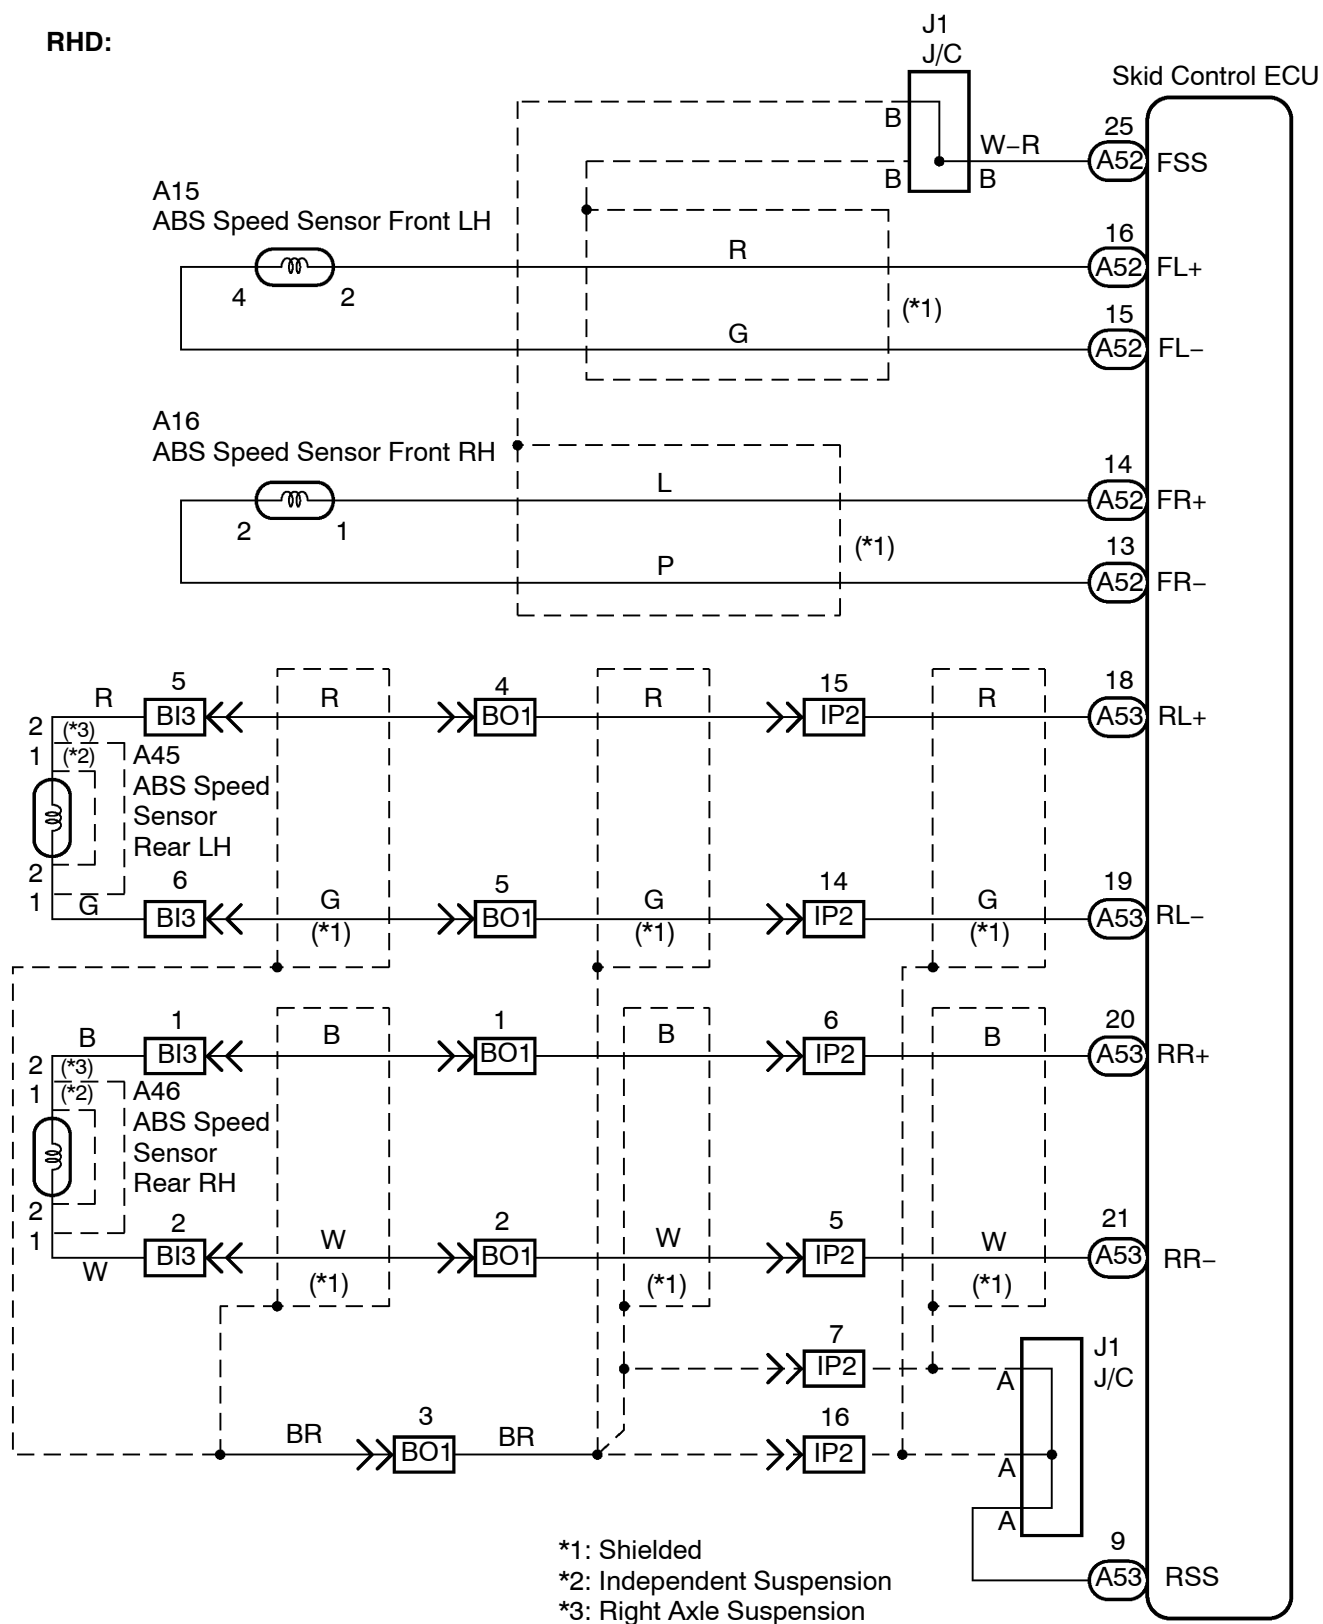 RHD:
J1
J/C
Skid Control ECU
B
W−R
25
A52 FSS
B
B
A15
ABS Speed Sensor Front LH
R
16
A52 FL+
4
2
(*1)
G
15
A52 FL−
A16
ABS Speed Sensor Front RH
L
14
A52 FR+
2
1
(*1)
P
13
A52 FR−
R
5
BI3
R
4
BO1
R
15
IP2
R
18
A53 RL+
2 (*3)
1 (*2)
A45
ABS Speed
Sensor
Rear LH
2
1
G
6
BI3
G
(*1)
5
BO1
G
(*1)
14
IP2
G
(*1)
19
A53 RL−
B
1
BI3
B
1
BO1
B
6
IP2
B
20
A53 RR+
2 (*3)
1 (*2)
A46
ABS Speed
Sensor
Rear RH
2
1
W
2
BI3
W
(*1)
2
BO1
W
(*1)
5
IP2
W
(*1)
21
A53 RR−
7
IP2
A
J1
J/C
BR
3
BO1
BR
16
IP2
A
A
9
A53 RSS
*1: Shielded
*2: Independent Suspension
*3: Right Axle Suspension